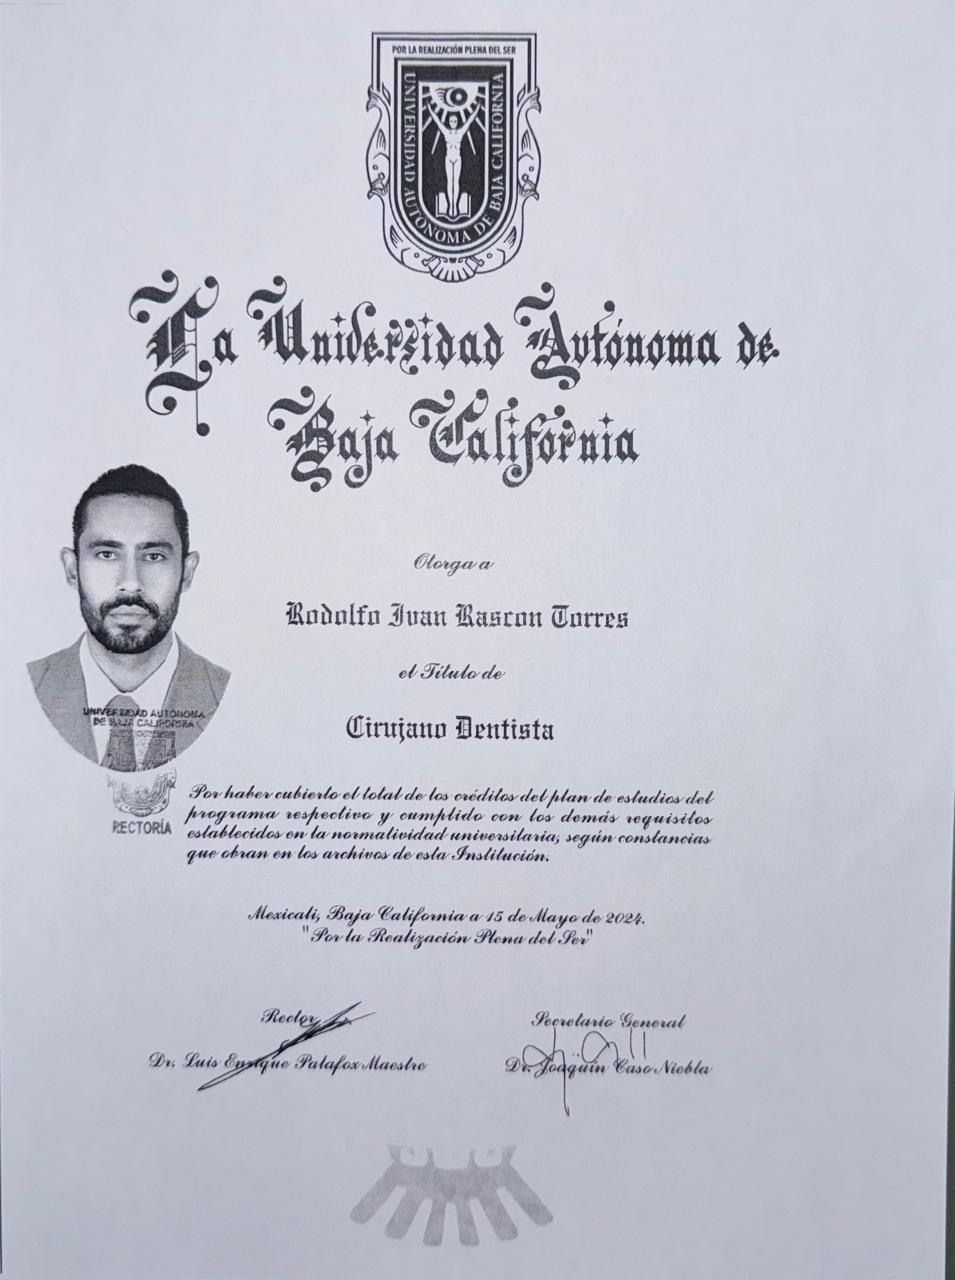 POR LA REALIZACIÓN PLENA DEL SER
UNIVERSIDAD AUTONOMA DE BAJA CALIFORNIA
La Universidad Autónoma de
Baja California
Otorga a
Rodolfo Ivan Rascon Torres
el Título de
Cirujano Dentista
UNIVERSIDAD AUTONOMA
DE BAJA CALIFORNIA
RECTORÍA
Por haber cubierto el total de los créditos del plan de estudios del
programa respectivo y cumplido con los demás requisitos
establecidos en la normatividad universitaria, según constancias
que obran en los archivos de esta Institución.
Mexicali, Baja California a 15 de Mayo de 2024.
"Por la Realización Plena del Ser"
Rector
Dr. Luis Enrique Palafox Maestre
Secretario General
Dr. Joaquín Caso Niebla